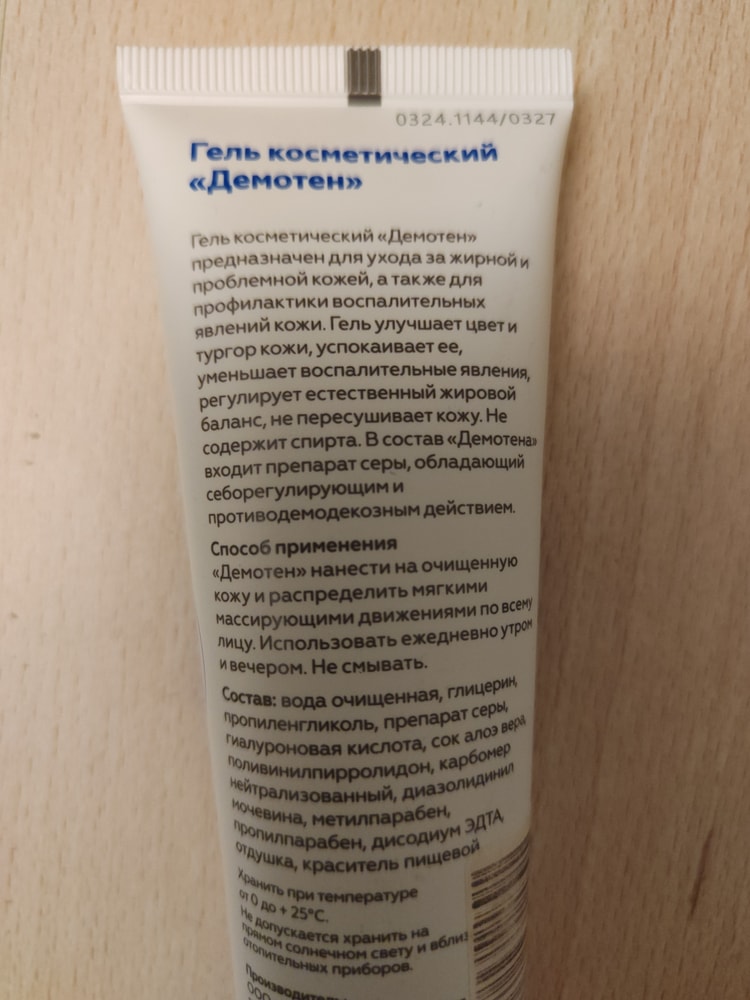 0324.1144/0327
Гель косметический
«Демотен»
Гель косметический «Демотен»
предназначен для ухода за жирной и
проблемной кожей, а также для
профилактики воспалительных
явлений кожи. Гель улучшает цвет и
тургор кожи, успокаивает ее,
уменьшает воспалительные явления,
регулирует естественный жировой
баланс, не пересушивает кожу. Не
содержит спирта. В состав «Демотена»
входит препарат серы, обладающий
себорегулирующим и
противодемодекозным действием.
Способ применения
«Демотен» нанести на очищенную
кожу и распределить мягкими
массирующими движениями по всему
лицу. Использовать ежедневно утром
и вечером. Не смывать.
Состав: вода очищенная, глицерин,
пропиленгликоль, препарат серы,
гиалуроновая кислота, сок алоэ вера,
поливинилпирролидон, карбомер
нейтрализованный, диазолидинил
мочевина, метилпарабен,
пропилпарабен, дисодиум ЭДТА,
отдушка, краситель пищевой
Хранить при температуре
от 0 до + 25°С.
Не допускается хранить на
прямом солнечном свету и вблизи
отопительных приборов.
Производитель
ООО